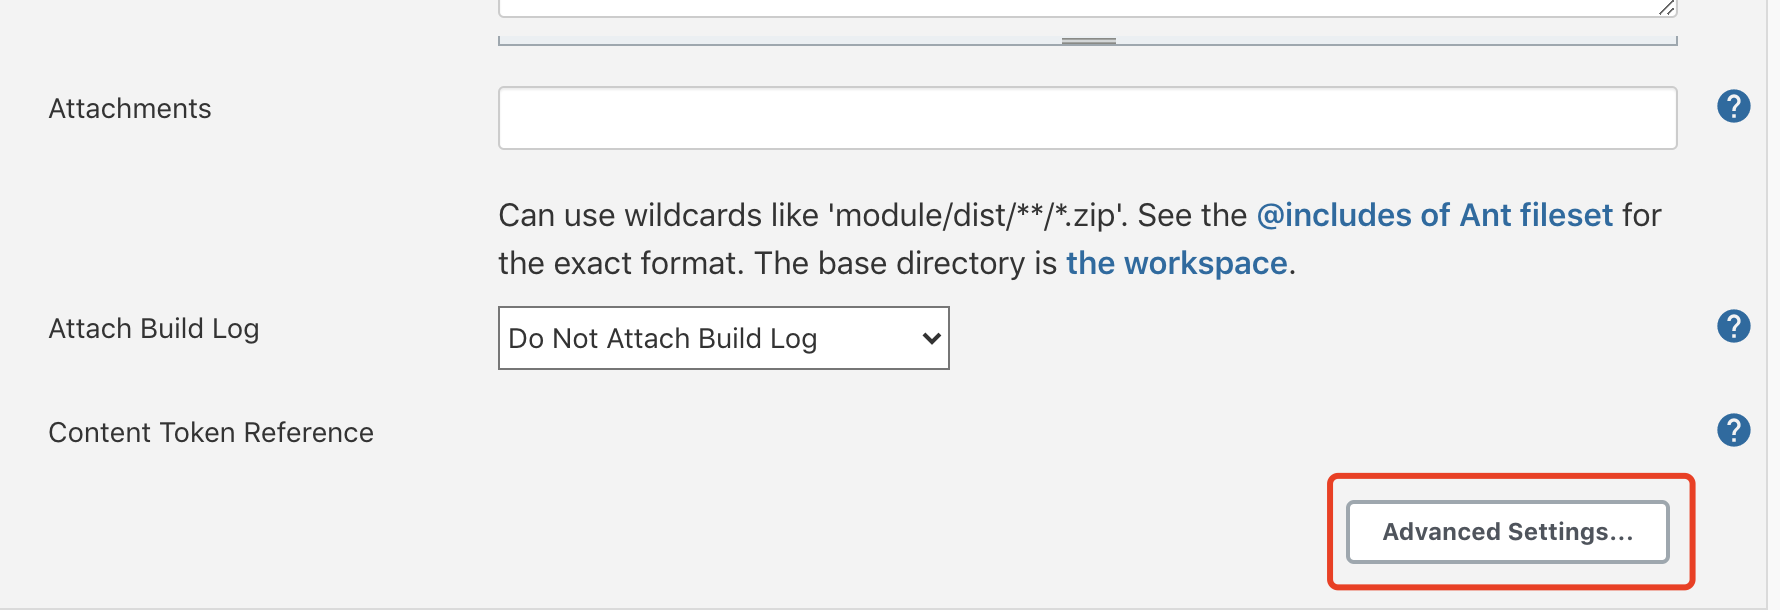 Attachments
?
Can use wildcards like 'module/dist/**/*.zip'. See the @includes of Ant fileset for
the exact format. The base directory is the workspace.
Attach Build Log
Do Not Attach Build Log
?
Content Token Reference
?
Advanced Settings...